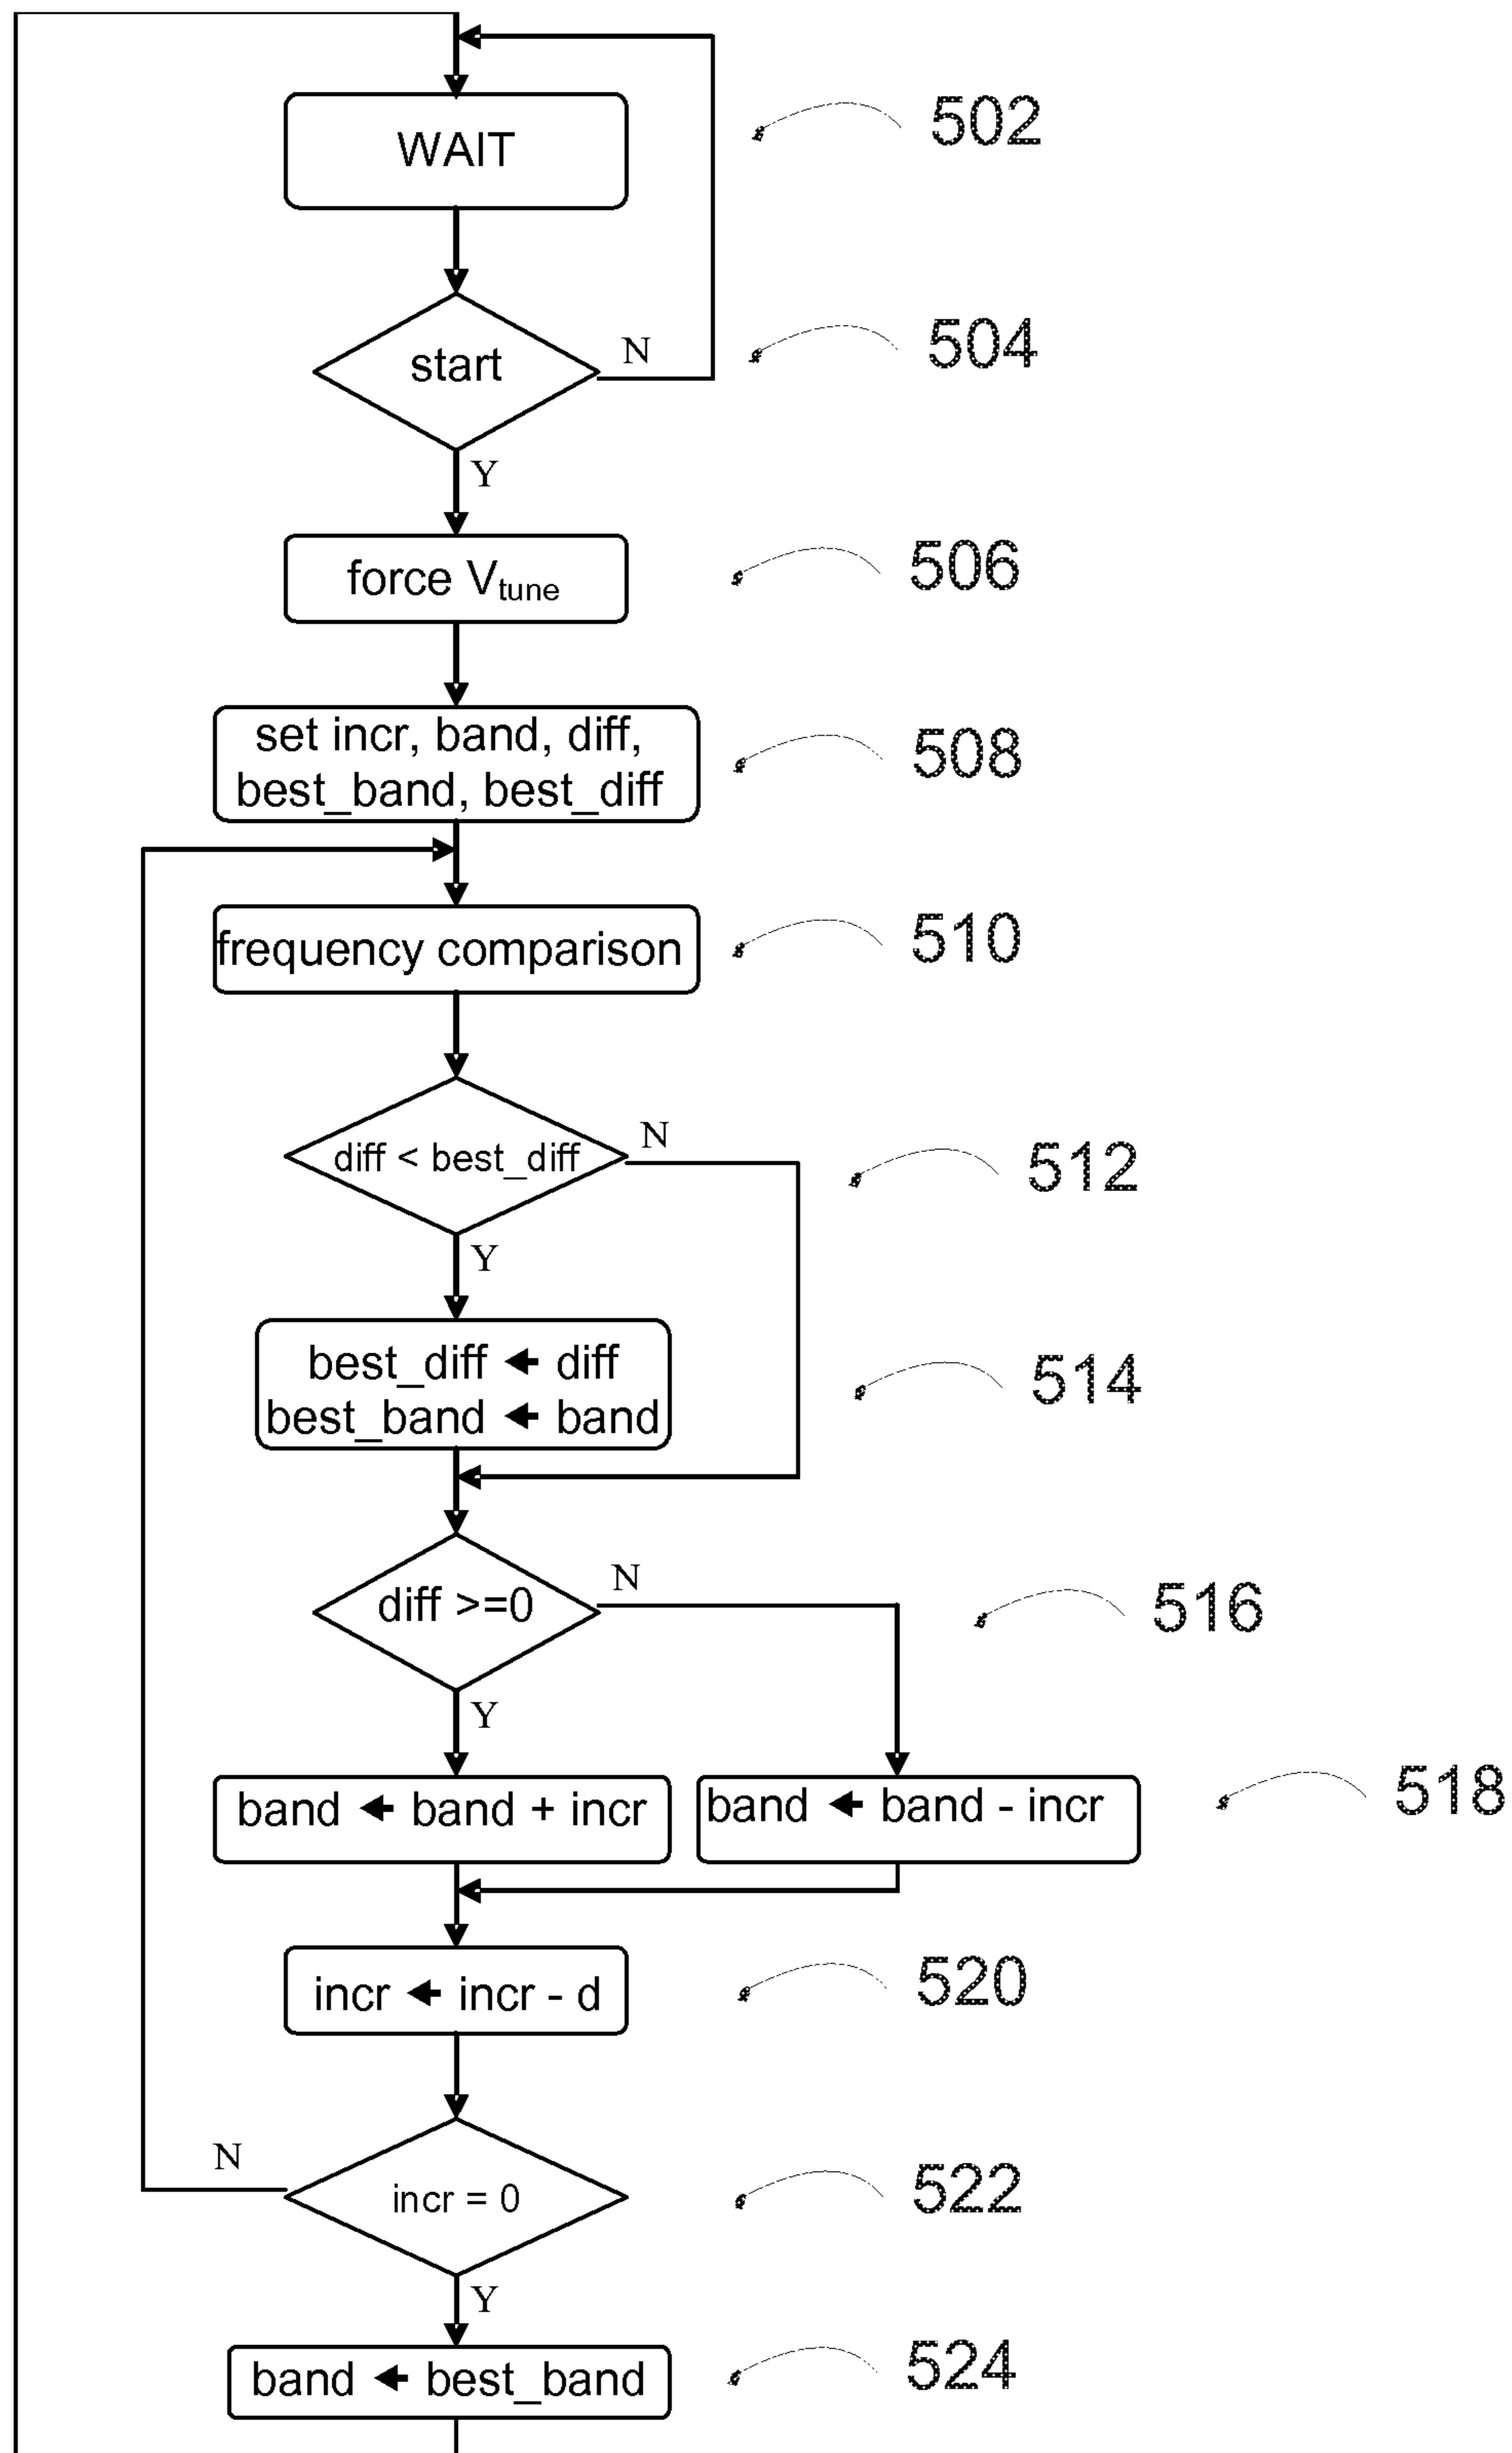 WAIT
502
start
N
504
Y
force Vtune
506
set incr, band, diff,
best_band, best_diff
508
frequency comparison
510
diff < best_diff
N
512
Y
best_diff 🡸 diff
best_band 🡸 band
514
diff >=0
N
516
Y
band 🡸 band + incr
band 🡸 band - incr
518
incr 🡸 incr - d
520
N
incr = 0
522
Y
band 🡸 best_band
524